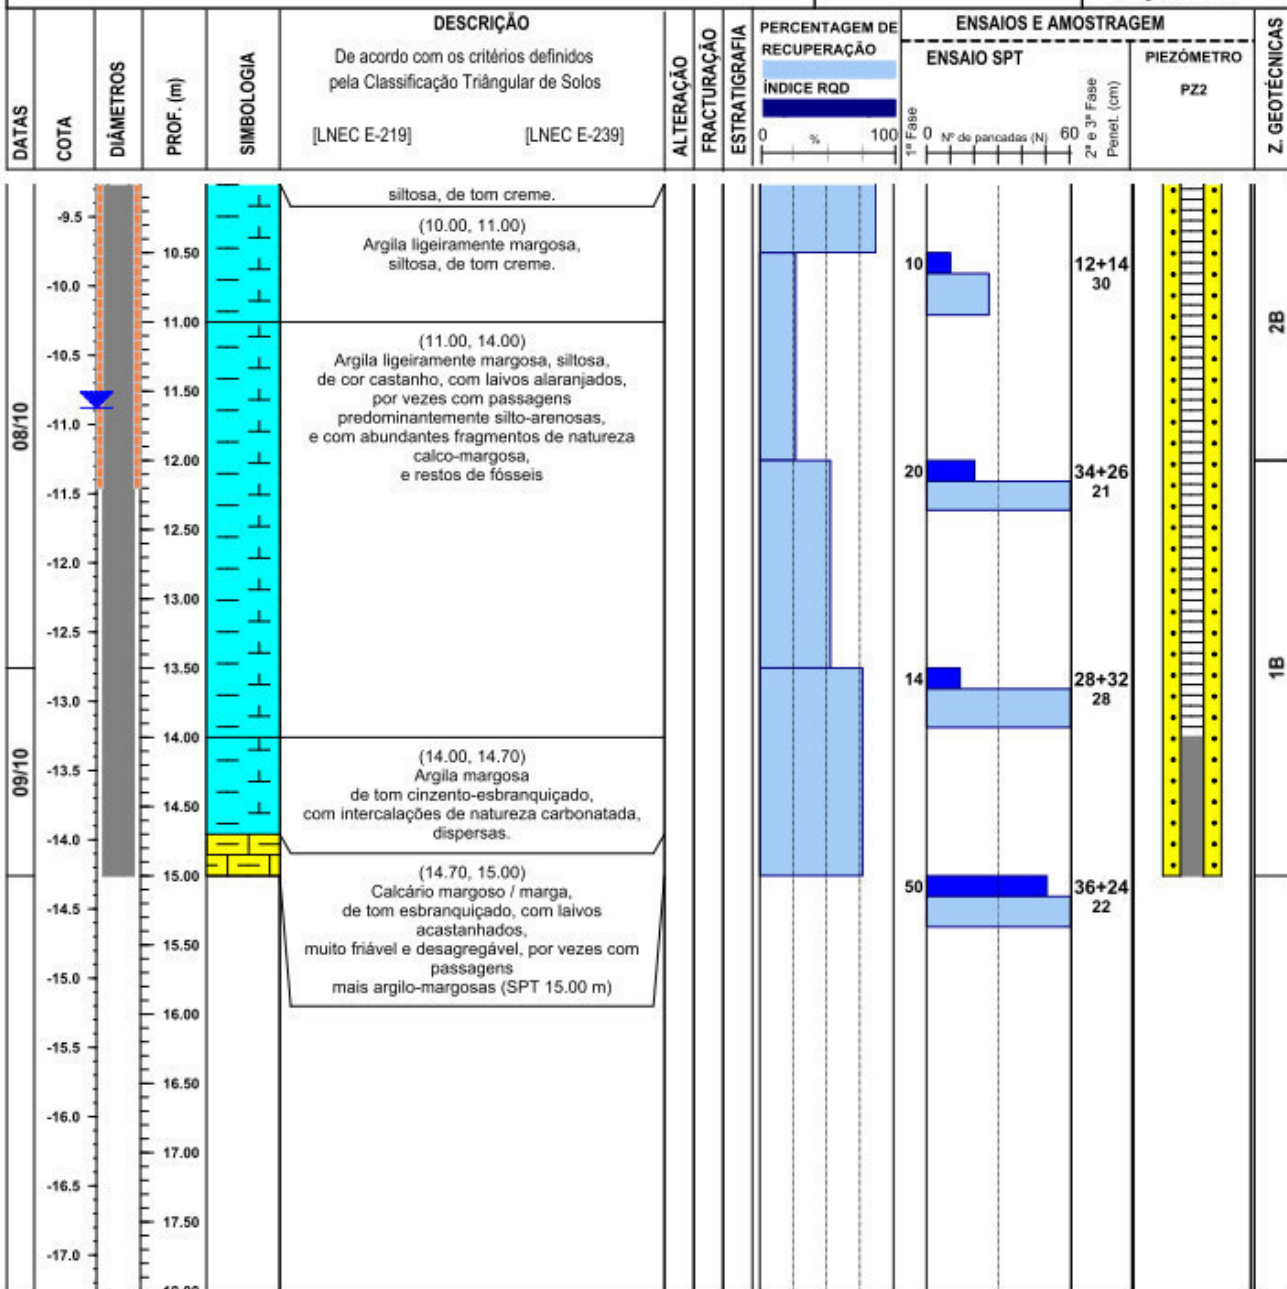 DESCRIÇÃO
De acordo com os critérios definidos
pela Classificação Triângular de Solos
[LNEC E-219] [LNEC E-239]
DATAS
COTA
DIÂMETROS
PROF. (m)
SIMBOLOGIA
ALTERAÇÃO
FRACTURAÇÃO
ESTRATIGRAFIA
PERCENTAGEM DE
RECUPERAÇÃO
ÍNDICE RQD
0 % 100
ENSAIOS E AMOSTRAGEM
ENSAIO SPT
1ª Fase
0 Nº de pancadas (N) 60
2ª e 3ª Fase
Penet. (cm)
PIEZÓMETRO
PZ2
Z. GEOTÉCNICAS
08/10
09/10
-9.5
-10.0
-10.5
-11.0
-11.5
-12.0
-12.5
-13.0
-13.5
-14.0
-14.5
-15.0
-15.5
-16.0
-16.5
-17.0
10.50
11.00
11.50
12.00
12.50
13.00
13.50
14.00
14.50
15.00
15.50
16.00
16.50
17.00
17.50
siltosa, de tom creme.
(10.00, 11.00)
Argila ligeiramente margosa,
siltosa, de tom creme.
(11.00, 14.00)
Argila ligeiramente margosa, siltosa,
de cor castanho, com laivos alaranjados,
por vezes com passagens
predominantemente silto-arenosas,
e com abundantes fragmentos de natureza
calco-margosa,
e restos de fósseis
(14.00, 14.70)
Argila margosa
de tom cinzento-esbranquiçado,
com intercalações de natureza carbonatada,
dispersas.
(14.70, 15.00)
Calcário margoso / marga,
de tom esbranquiçado, com laivos
acastanhados,
muito friável e desagregável, por vezes com
passagens
mais argilo-margosas (SPT 15.00 m)
10 12+14
30
20 34+26
21
14 28+32
28
50 36+24
22
2B
1B